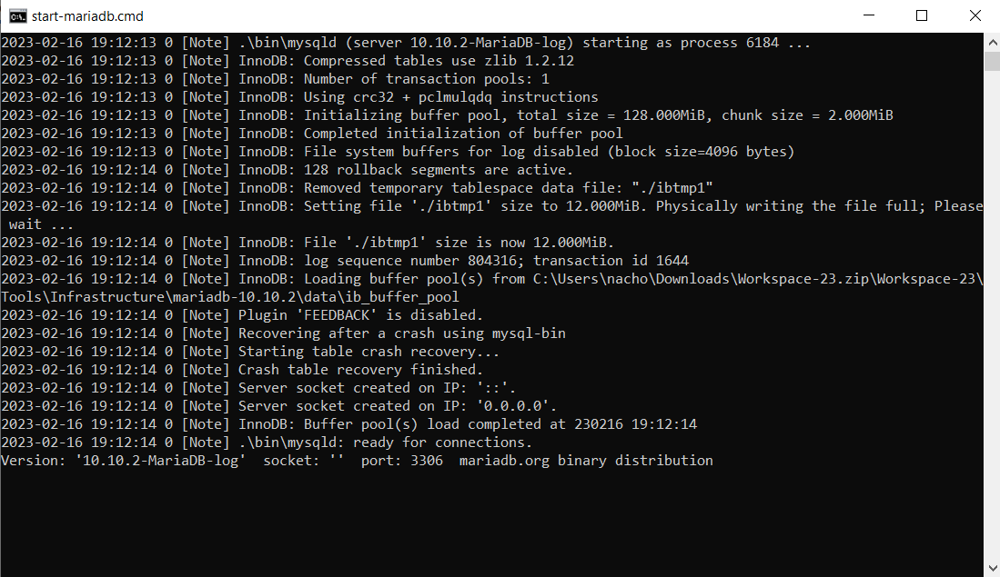 start-mariadb.cmd
2023-02-16 19:12:13 0 [Note] .\bin\mysqld (server 10.10.2-MariaDB-log) starting as process 6184 ...
2023-02-16 19:12:13 0 [Note] InnoDB: Compressed tables use zlib 1.2.12
2023-02-16 19:12:13 0 [Note] InnoDB: Number of transaction pools: 1
2023-02-16 19:12:13 0 [Note] InnoDB: Using crc32 + pclmulqdq instructions
2023-02-16 19:12:13 0 [Note] InnoDB: Initializing buffer pool, total size = 128.000MiB, chunk size = 2.000MiB
2023-02-16 19:12:13 0 [Note] InnoDB: Completed initialization of buffer pool
2023-02-16 19:12:13 0 [Note] InnoDB: File system buffers for log disabled (block size=4096 bytes)
2023-02-16 19:12:14 0 [Note] InnoDB: 128 rollback segments are active.
2023-02-16 19:12:14 0 [Note] InnoDB: Removed temporary tablespace data file: "./ibtmp1"
2023-02-16 19:12:14 0 [Note] InnoDB: Setting file './ibtmp1' size to 12.000MiB. Physically writing the file full; Please
 wait ...
2023-02-16 19:12:14 0 [Note] InnoDB: File './ibtmp1' size is now 12.000MiB.
2023-02-16 19:12:14 0 [Note] InnoDB: log sequence number 804316; transaction id 1644
2023-02-16 19:12:14 0 [Note] InnoDB: Loading buffer pool(s) from C:\Users\nacho\Downloads\Workspace-23.zip\Workspace-23\
Tools\Infrastructure\mariadb-10.10.2\data\ib_buffer_pool
2023-02-16 19:12:14 0 [Note] Plugin 'FEEDBACK' is disabled.
2023-02-16 19:12:14 0 [Note] Recovering after a crash using mysql-bin
2023-02-16 19:12:14 0 [Note] Starting table crash recovery...
2023-02-16 19:12:14 0 [Note] Crash table recovery finished.
2023-02-16 19:12:14 0 [Note] Server socket created on IP: '::'.
2023-02-16 19:12:14 0 [Note] Server socket created on IP: '0.0.0.0'.
2023-02-16 19:12:14 0 [Note] InnoDB: Buffer pool(s) load completed at 230216 19:12:14
2023-02-16 19:12:14 0 [Note] .\bin\mysqld: ready for connections.
Version: '10.10.2-MariaDB-log'  socket: ''  port: 3306  mariadb.org binary distribution